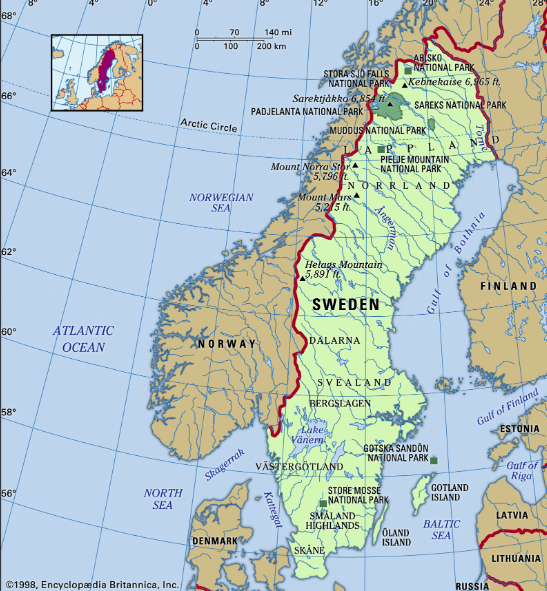 8°
12°
16°
20°
24°
28°
68°
0
70
140 mi
0
100
200 km
ABISKO
NATIONAL PARK
STORA SJÖ FALLS
NATIONAL PARK
Kebnekaise 6,965 ft.
66°
Sarektjåkko 6,854 ft.
SAREKS NATIONAL PARK
PADJELANTA NATIONAL PARK
Arctic Circle
MUDDUS NATIONAL PARK
Torne
LAPPLAND
PIELJE MOUNTAIN
NATIONAL PARK
Mount Norra Stor
5,796 ft.
64°
NORRLAND
NORWEGIAN
SEA
Mount Mars
5,215 ft.
Ångerman
Gulf of Bothnia
62°
Helags Mountain
5,891 ft.
FINLAND
SWEDEN
ATLANTIC
OCEAN
60°
NORWAY
DALARNA
SVEALAND
Gulf of Finland
BERGSLAGEN
58°
Lake
Vänern
ESTONIA
GOTSKA SANDÖN
NATIONAL PARK
Skagerrak
VÄSTERGÖTLAND
Gulf of
Riga
56°
NORTH
SEA
Kattegat
STORE MOSSE
NATIONAL PARK
GOTLAND
ISLAND
SMÅLAND
HIGHLANDS
LATVIA
BALTIC
SEA
DENMARK
ÖLAND
ISLAND
SKÅNE
LITHUANIA
©1998, Encyclopædia Britannica, Inc.
RUSSIA